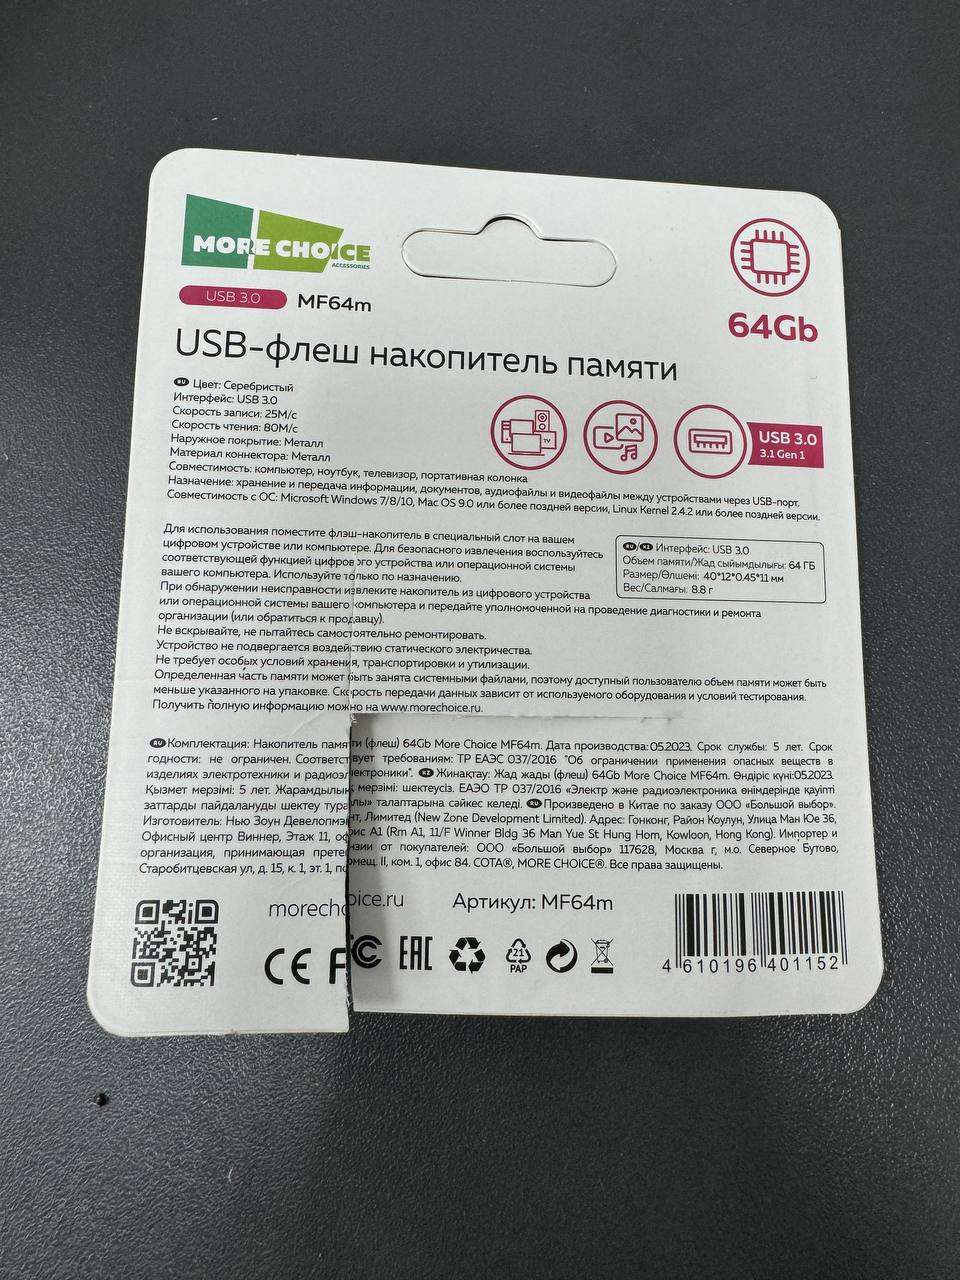 MORE CHOICE
ACCESSORIES
USB 3.0 MF64m
64Gb
USB-флеш накопитель памяти
RU Цвет: Серебристый
Интерфейс: USB 3.0
Скорость записи: 25М/с
Скорость чтения: 80М/с
Наружное покрытие: Металл
Материал коннектора: Металл
Совместимость: компьютер, ноутбук, телевизор, портативная колонка
Назначение: хранение и передача информации, документов, аудиофайлы и видеофайлы между устройствами через USB-порт.
Совместимость с ОС: Microsoft Windows 7/8/10, Mac OS 9.0 или более поздней версии, Linux Kernel 2.4.2 или более поздней версии.
TV
USB 3.0
3.1 Gen 1
Для использования поместите флэш-накопитель в специальный слот на вашем
цифровом устройстве или компьютере. Для безопасного извлечения воспользуйтесь
соответствующей функцией цифрового устройства или операционной системы
вашего компьютера. Используйте только по назначению.
При обнаружении неисправности извлеките накопитель из цифрового устройства
или операционной системы вашего компьютера и передайте уполномоченной на проведение диагностики и ремонта
организации (или обратиться к продавцу).
Не вскрывайте, не пытайтесь самостоятельно ремонтировать.
Устройство не подвергается воздействию статического электричества.
Не требует особых условий хранения, транспортировки и утилизации.
Определенная часть памяти может быть занята системными файлами, поэтому доступный пользователю объем памяти может быть
меньше указанного на упаковке. Скорость передачи данных зависит от используемого оборудования и условий тестирования.
Получить полную информацию можно на www.morechoice.ru.
RU/KZ Интерфейс: USB 3.0
Объем памяти/Жад сыйымдылығы: 64 ГБ
Размер/Өлшемі: 40*12*0.45*11 мм
Вес/Салмағы: 8.8 г
RU Комплектация: Накопитель памяти (флеш) 64Gb More Choice MF64m. Дата производства: 05.2023. Срок службы: 5 лет. Срок
годности: не ограничен. Соответствует требованиям: ТР ЕАЭС 037/2016 "Об ограничении применения опасных веществ в
изделиях электротехники и радиоэлектроники". KZ Жинақтау: Жад жады (флеш) 64Gb More Choice MF64m. Өндіріс күні:05.2023.
Қызмет мерзімі: 5 лет. Жарамдылық мерзімі: шектеусіз. ЕАЭО ТР 037/2016 «Электр және радиоэлектроника өнімдерінде қауіпті
заттарды пайдалануды шектеу туралы» талаптарына сәйкес келеді. RU Произведено в Китае по заказу ООО «Большой выбор».
Изготовитель: Нью Зоун Девелопмэнт, Лимитед (New Zone Development Limited). Адрес: Гонконг, Район Коулун, Улица Ман Юе 36,
Офисный центр Виннер, Этаж 11, офис А1 (Rm A1, 11/F Winner Bldg 36 Man Yue St Hung Hom, Kowloon, Hong Kong). Импортер и
организация, принимающая претензии от покупателей: ООО «Большой выбор» 117628, Москва г, м.о. Северное Бутово,
Старобитцевская ул, д. 15, к. 1, эт. 1, помещ. II, ком. 1, офис 84. COTA®, MORE CHOICE®. Все права защищены.
morechoice.ru Артикул: MF64m
CE FC EAC
21
PAP
4 610196 401152